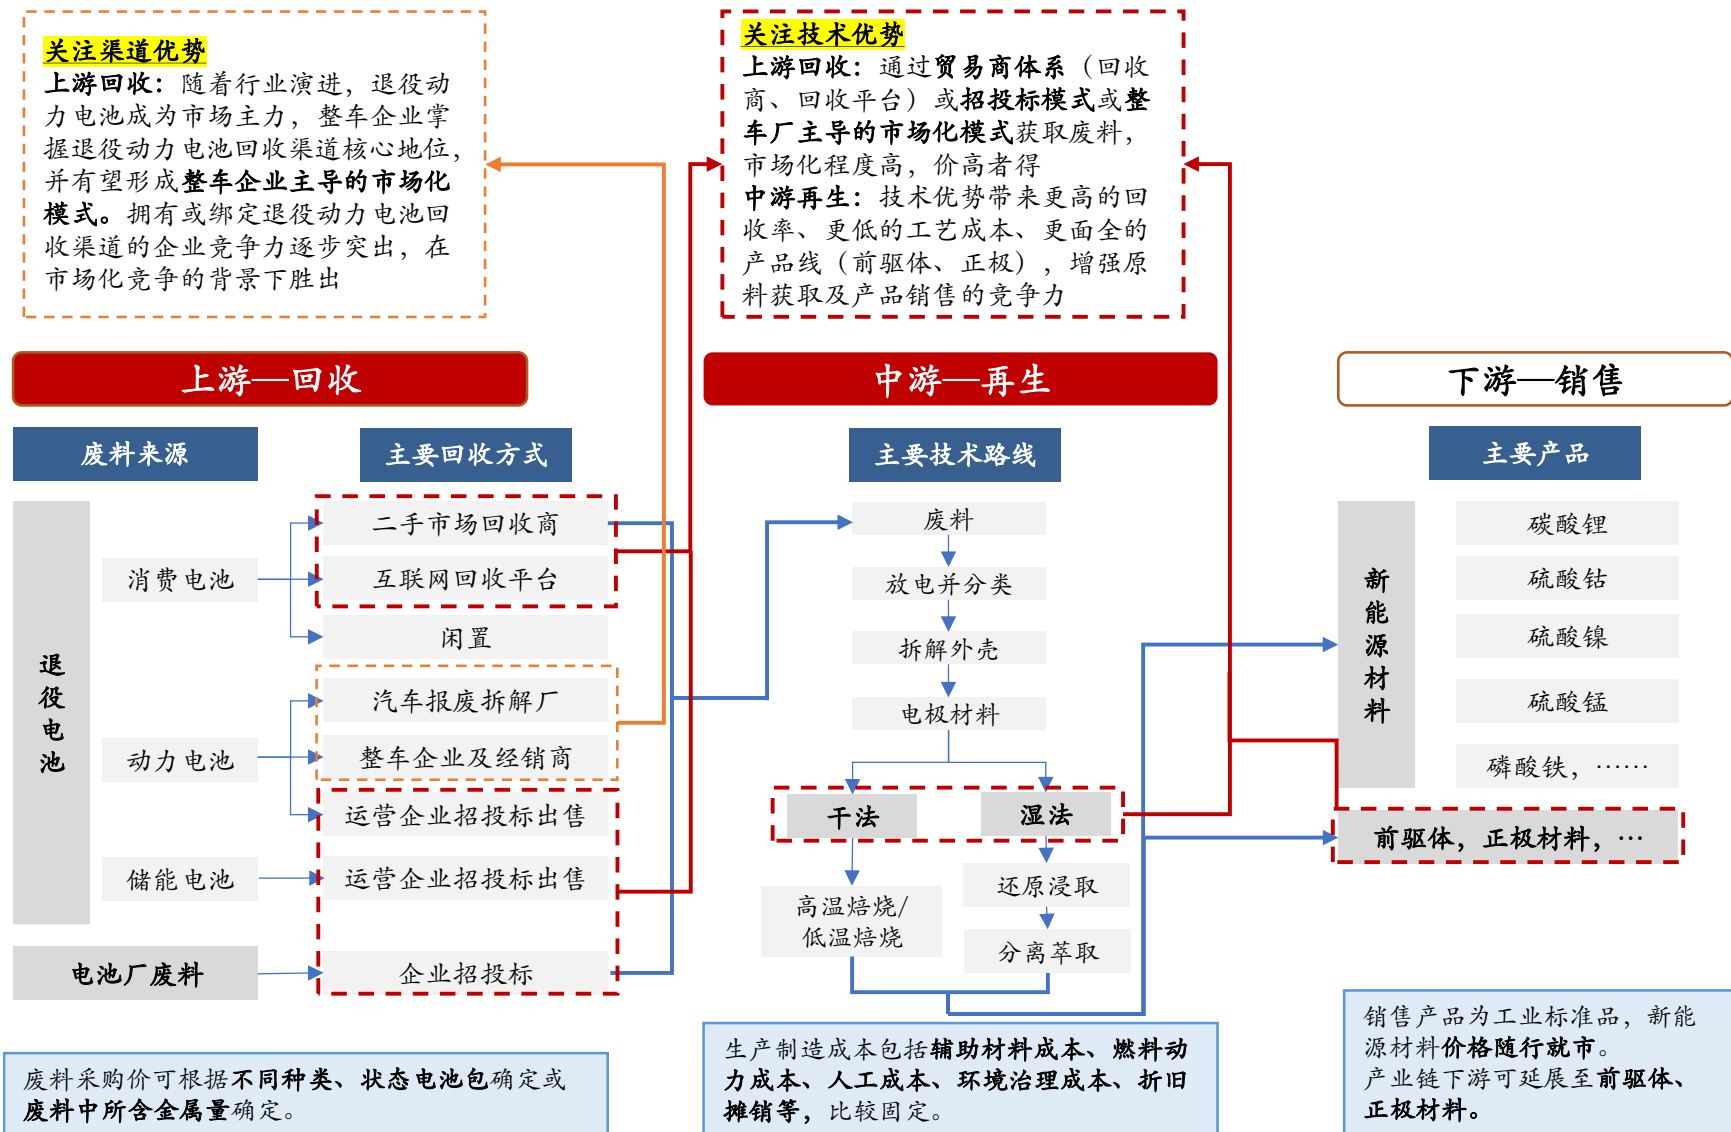 关注渠道优势
上游回收：随着行业演进，退役动
力电池成为市场主力，整车企业掌
握退役动力电池回收渠道核心地位，
并有望形成整车企业主导的市场化
模式。拥有或绑定退役动力电池回
收渠道的企业竞争力逐步突出，在
市场化竞争的背景下胜出
关注技术优势
上游回收：通过贸易商体系（回收
商、回收平台）或招投标模式或整
车厂主导的市场化模式获取废料，
市场化程度高，价高者得
中游再生：技术优势带来更高的回
收率、更低的工艺成本、更面全的
产品线（前驱体、正极），增强原
料获取及产品销售的竞争力
上游—回收
中游—再生
下游—销售
废料来源
主要回收方式
主要技术路线
主要产品
退役电池
消费电池
动力电池
储能电池
电池厂废料
二手市场回收商
互联网回收平台
闲置
汽车报废拆解厂
整车企业及经销商
运营企业招投标出售
运营企业招投标出售
企业招投标
废料
放电并分类
拆解外壳
电极材料
干法
湿法
高温焙烧/
低温焙烧
还原浸取
分离萃取
新能源材料
碳酸锂
硫酸钴
硫酸镍
硫酸锰
磷酸铁，……
前驱体，正极材料，…
废料采购价可根据不同种类、状态电池包确定或
废料中所含金属量确定。
生产制造成本包括辅助材料成本、燃料动
力成本、人工成本、环境治理成本、折旧
摊销等，比较固定。
销售产品为工业标准品，新能
源材料价格随行就市。
产业链下游可延展至前驱体、
正极材料。